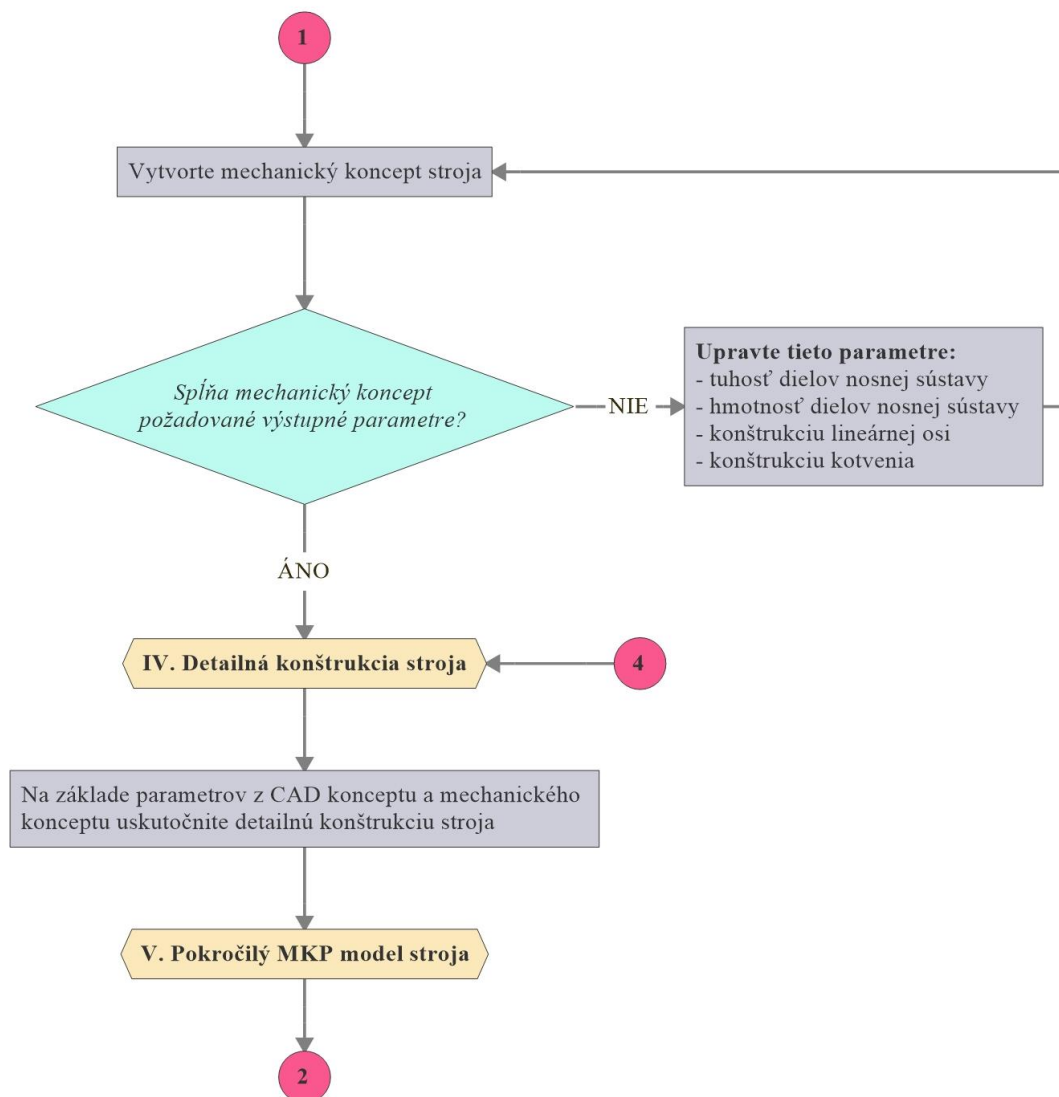 1
Vytvorte mechanický koncept stroja
Spĺňa mechanický koncept
požadované výstupné parametre?
NIE
Upravte tieto parametre:
- tuhosť dielov nosnej sústavy
- hmotnosť dielov nosnej sústavy
- konštrukciu lineárnej osi
- konštrukciu kotvenia
ÁNO
IV. Detailná konštrukcia stroja
4
Na základe parametrov z CAD konceptu a mechanického
konceptu uskutočnite detailnú konštrukciu stroja
V. Pokročilý MKP model stroja
2